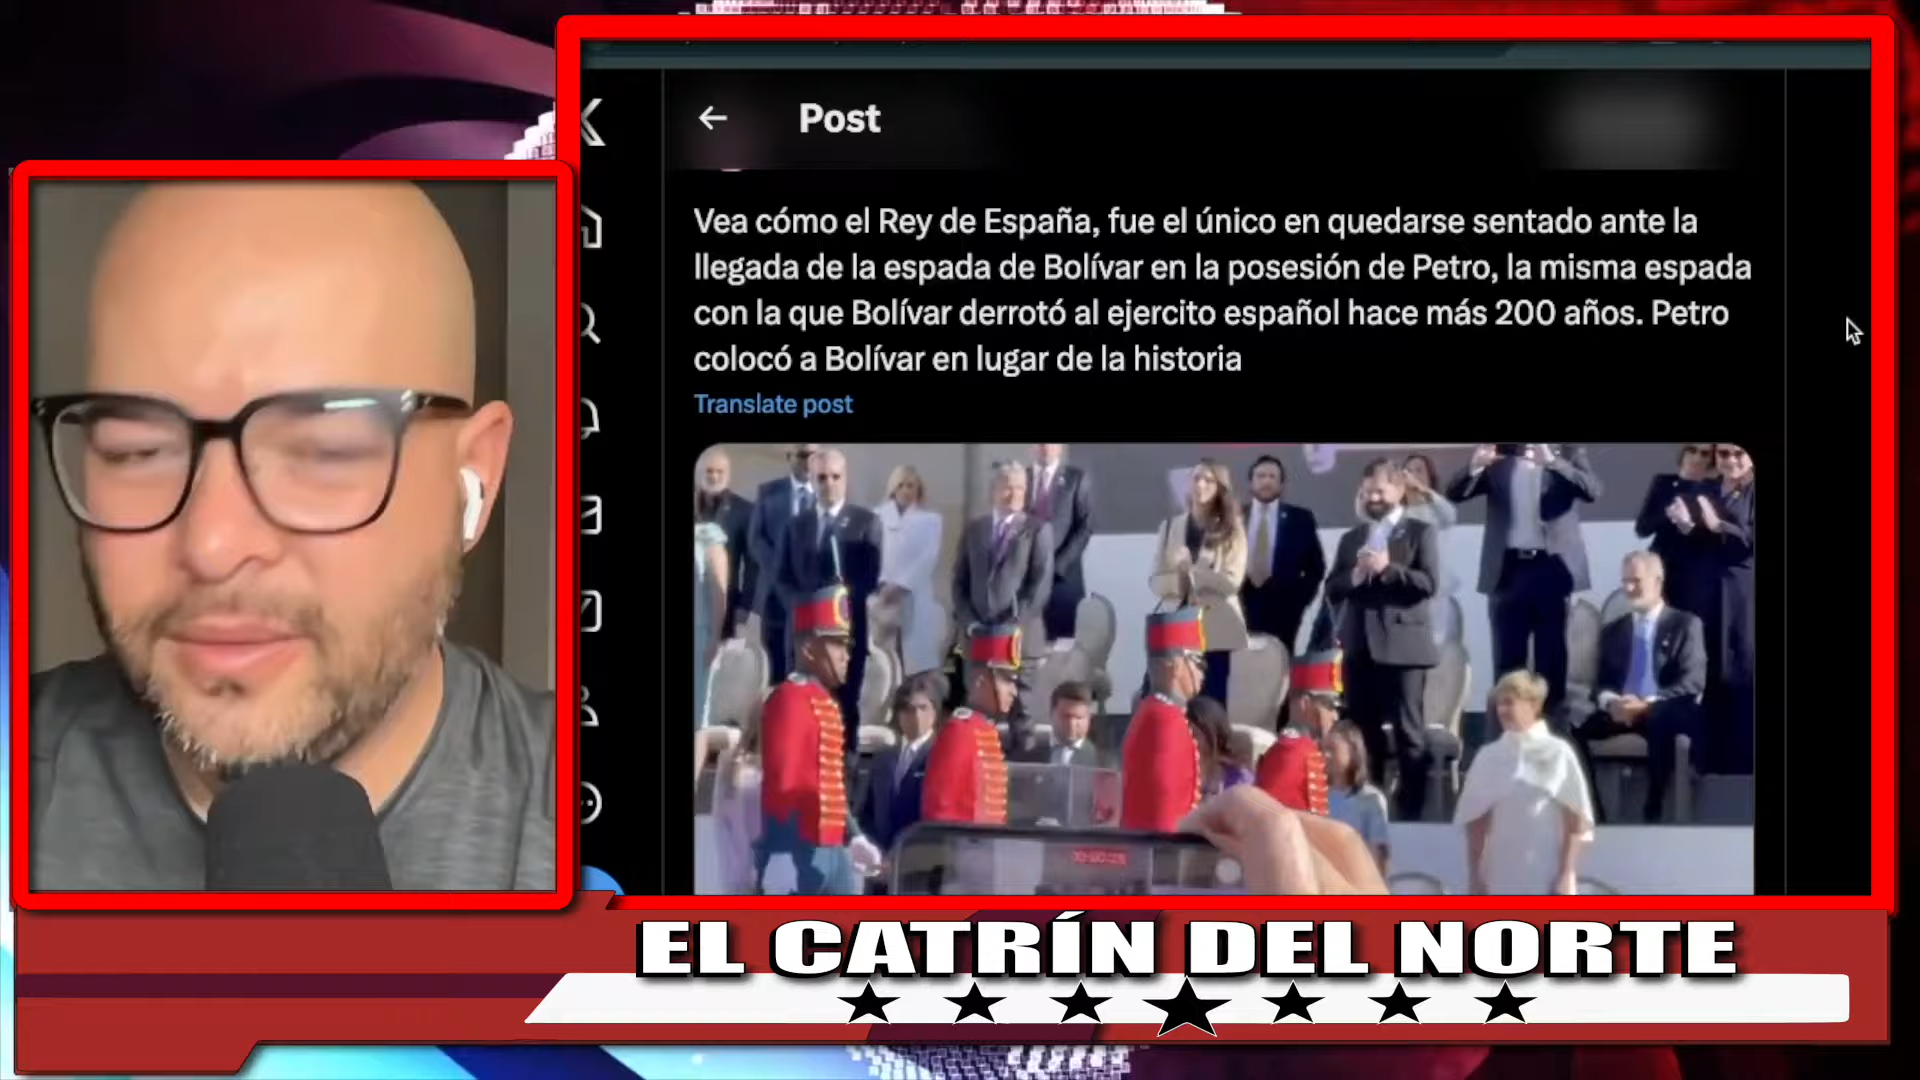 Post
Vea cómo el Rey de España, fue el único en quedarse sentado ante la
llegada de la espada de Bolívar en la posesión de Petro, la misma espada
con la que Bolívar derrotó al ejercito español hace más 200 años. Petro
colocó a Bolívar en lugar de la historia
Translate post
EL CATRÍN DEL NORTE